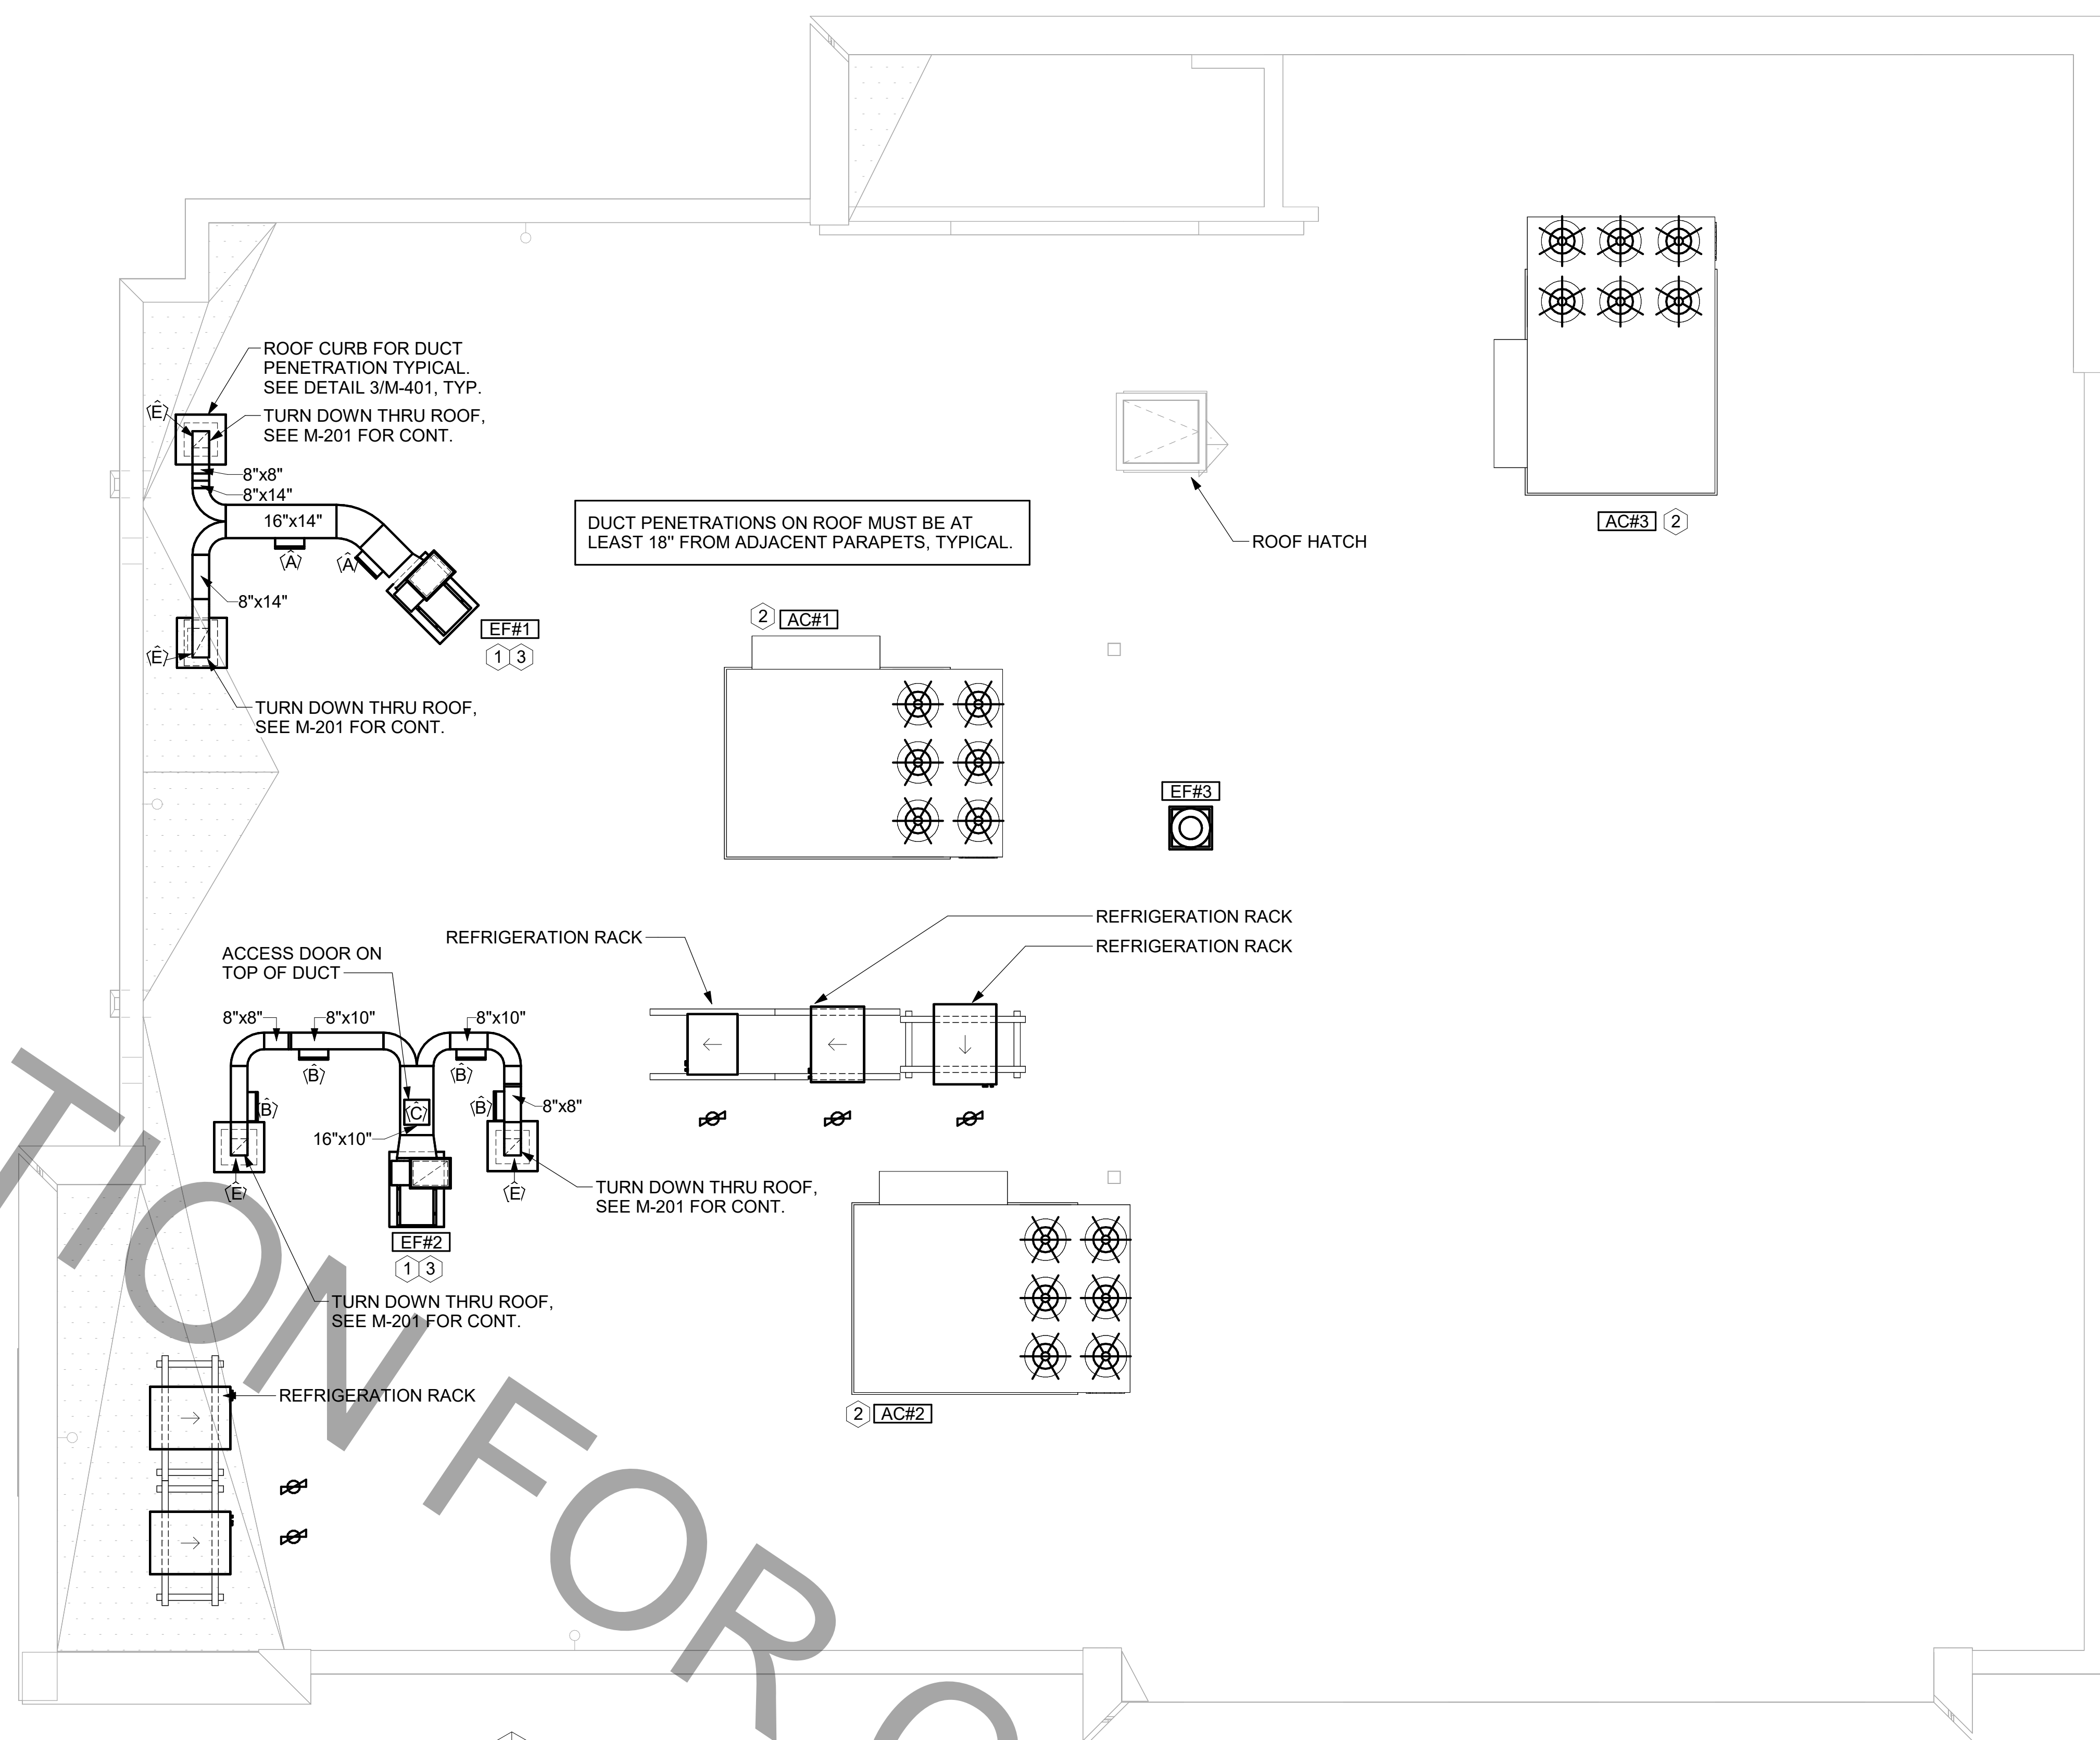 ROOF CURB FOR DUCT
PENETRATION TYPICAL.
SEE DETAIL 3/M-401, TYP.
E
TURN DOWN THRU ROOF,
SEE M-201 FOR CONT.
8"x8"
8"x14"
16"x14"
A
A
8"x14"
E
EF#1
1 3
TURN DOWN THRU ROOF,
SEE M-201 FOR CONT.
DUCT PENETRATIONS ON ROOF MUST BE AT
LEAST 18" FROM ADJACENT PARAPETS, TYPICAL.
ROOF HATCH
AC#3 2
2 AC#1
EF#3
REFRIGERATION RACK
REFRIGERATION RACK
REFRIGERATION RACK
ACCESS DOOR ON
TOP OF DUCT
8"x8"
8"x10"
8"x10"
B
B
B
C
B
8"x8"
16"x10"
E
E
TURN DOWN THRU ROOF,
SEE M-201 FOR CONT.
EF#2
1 3
TURN DOWN THRU ROOF,
SEE M-201 FOR CONT.
REFRIGERATION RACK
2 AC#2
TION FOR